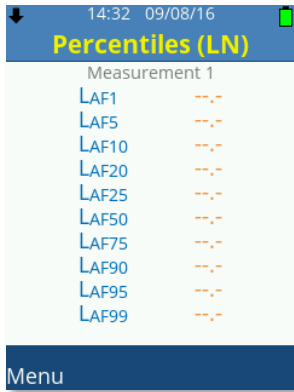 14:32 09/08/16
Percentiles (LN)
Measurement 1
LAF1 --.-
LAF5 --.-
LAF10 --.-
LAF20 --.-
LAF25 --.-
LAF50 --.-
LAF75 --.-
LAF90 --.-
LAF95 --.-
LAF99 --.-
Menu